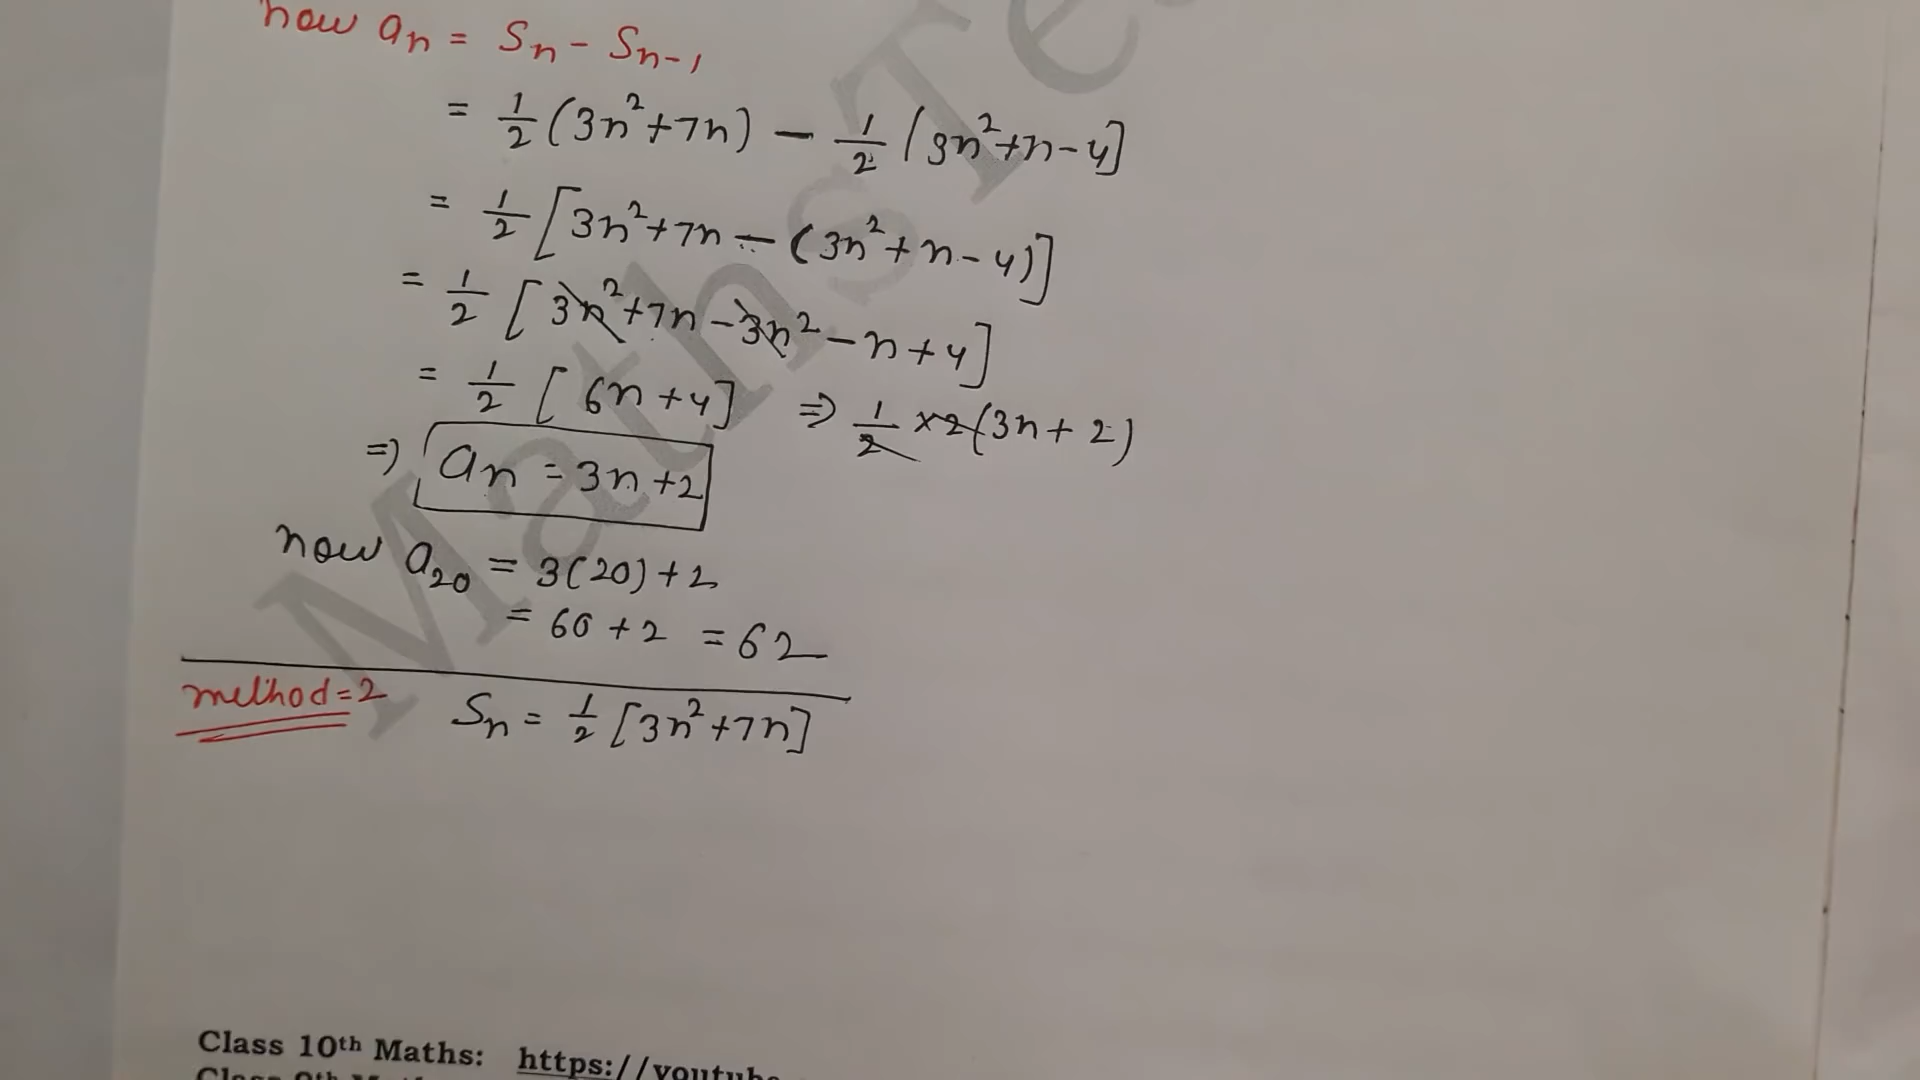 now an = Sn - Sn-1
= 1/2 (3n²+7n) - 1/2 [3n²+n-4]
= 1/2 [3n²+7n - (3n²+n-4)]
= 1/2 [3n²+7n - 3n² - n + 4]
= 1/2 [6n+4] ⇒ 1/2 ×2(3n+2)
⇒ an = 3n+2
now a20 = 3(20)+2
= 60+2 = 62
method=2 Sn = 1/2 [3n²+7n]
Class 10th Maths: https://youtube
Maths